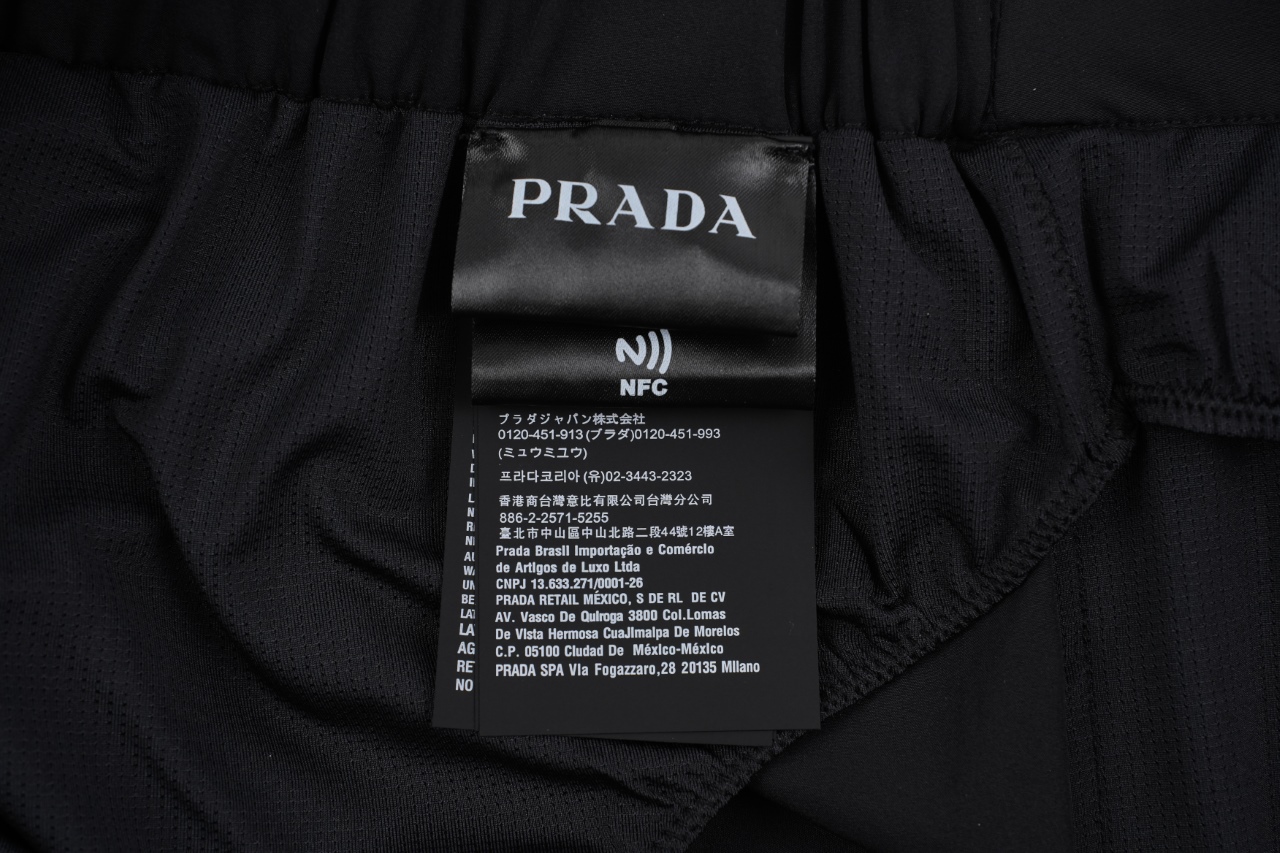 PRADA
NFC
プラダジャパン株式会社
0120-451-913(プラダ)0120-451-993
(ミュウミユウ)
프라다코리아(유)02-3443-2323
香港商台灣意比有限公司台灣分公司
886-2-2571-5255
臺北市中山區中山北路二段44號12樓A室
Prada Brasil Importação e Comércio
de Artigos de Luxo Ltda
CNPJ 13.633.271/0001-26
PRADA RETAIL MÉXICO, S DE RL DE CV
AV. Vasco De Quiroga 3800 Col.Lomas
De Vista Hermosa CuaJimalpa De Morelos
C.P. 05100 Ciudad De México-México
PRADA SPA Via Fogazzaro,28 20135 Milano